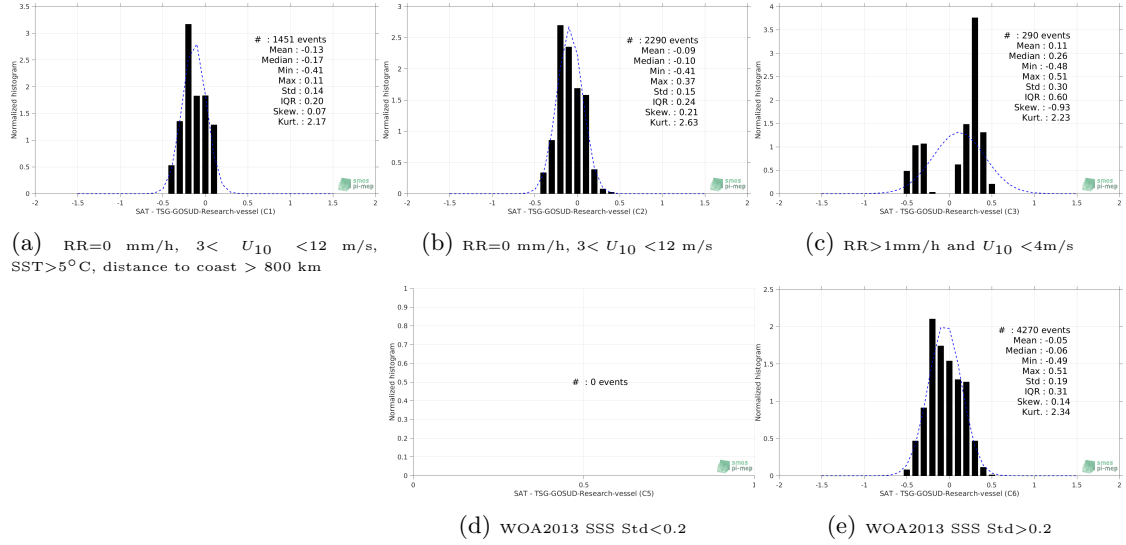 3.5
3
2.5
2
1.5
1
0.5
0
-2
-1.5
-1
-0.5
0
0.5
1
1.5
2
Normalized histogram
# : 1451 events
Mean : -0.13
Median : -0.17
Min : -0.41
Max : 0.11
Std : 0.14
IQR : 0.20
Skew. : 0.07
Kurt. : 2.17
smos
pi-mep
SAT - TSG-GOSUD-Research-vessel (C1)
(a) RR=0 mm/h, 3< U10 <12 m/s,
SST>5°C, distance to coast > 800 km
3
2.5
2
1.5
1
0.5
0
-2
-1.5
-1
-0.5
0
0.5
1
1.5
2
Normalized histogram
# : 2290 events
Mean : -0.09
Median : -0.10
Min : -0.41
Max : 0.37
Std : 0.15
IQR : 0.24
Skew. : 0.21
Kurt. : 2.63
smos
pi-mep
SAT - TSG-GOSUD-Research-vessel (C2)
(b) RR=0 mm/h, 3< U10 <12 m/s
4
3.5
3
2.5
2
1.5
1
0.5
0
-2
-1.5
-1
-0.5
0
0.5
1
1.5
2
Normalized histogram
# : 290 events
Mean : 0.11
Median : 0.26
Min : -0.48
Max : 0.51
Std : 0.30
IQR : 0.60
Skew. : -0.93
Kurt. : 2.23
smos
pi-mep
SAT - TSG-GOSUD-Research-vessel (C3)
(c) RR>1mm/h and U10 <4m/s
1
0.9
0.8
0.7
0.6
0.5
0.4
0.3
0.2
0.1
0
0
0.5
1
Normalized histogram
# : 0 events
smos
pi-mep
SAT - TSG-GOSUD-Research-vessel (C5)
(d) WOA2013 SSS Std<0.2
2.5
2
1.5
1
0.5
0
-2
-1.5
-1
-0.5
0
0.5
1
1.5
2
Normalized histogram
# : 4270 events
Mean : -0.05
Median : -0.06
Min : -0.49
Max : 0.51
Std : 0.19
IQR : 0.31
Skew. : 0.14
Kurt. : 2.34
smos
pi-mep
SAT - TSG-GOSUD-Research-vessel (C6)
(e) WOA2013 SSS Std>0.2